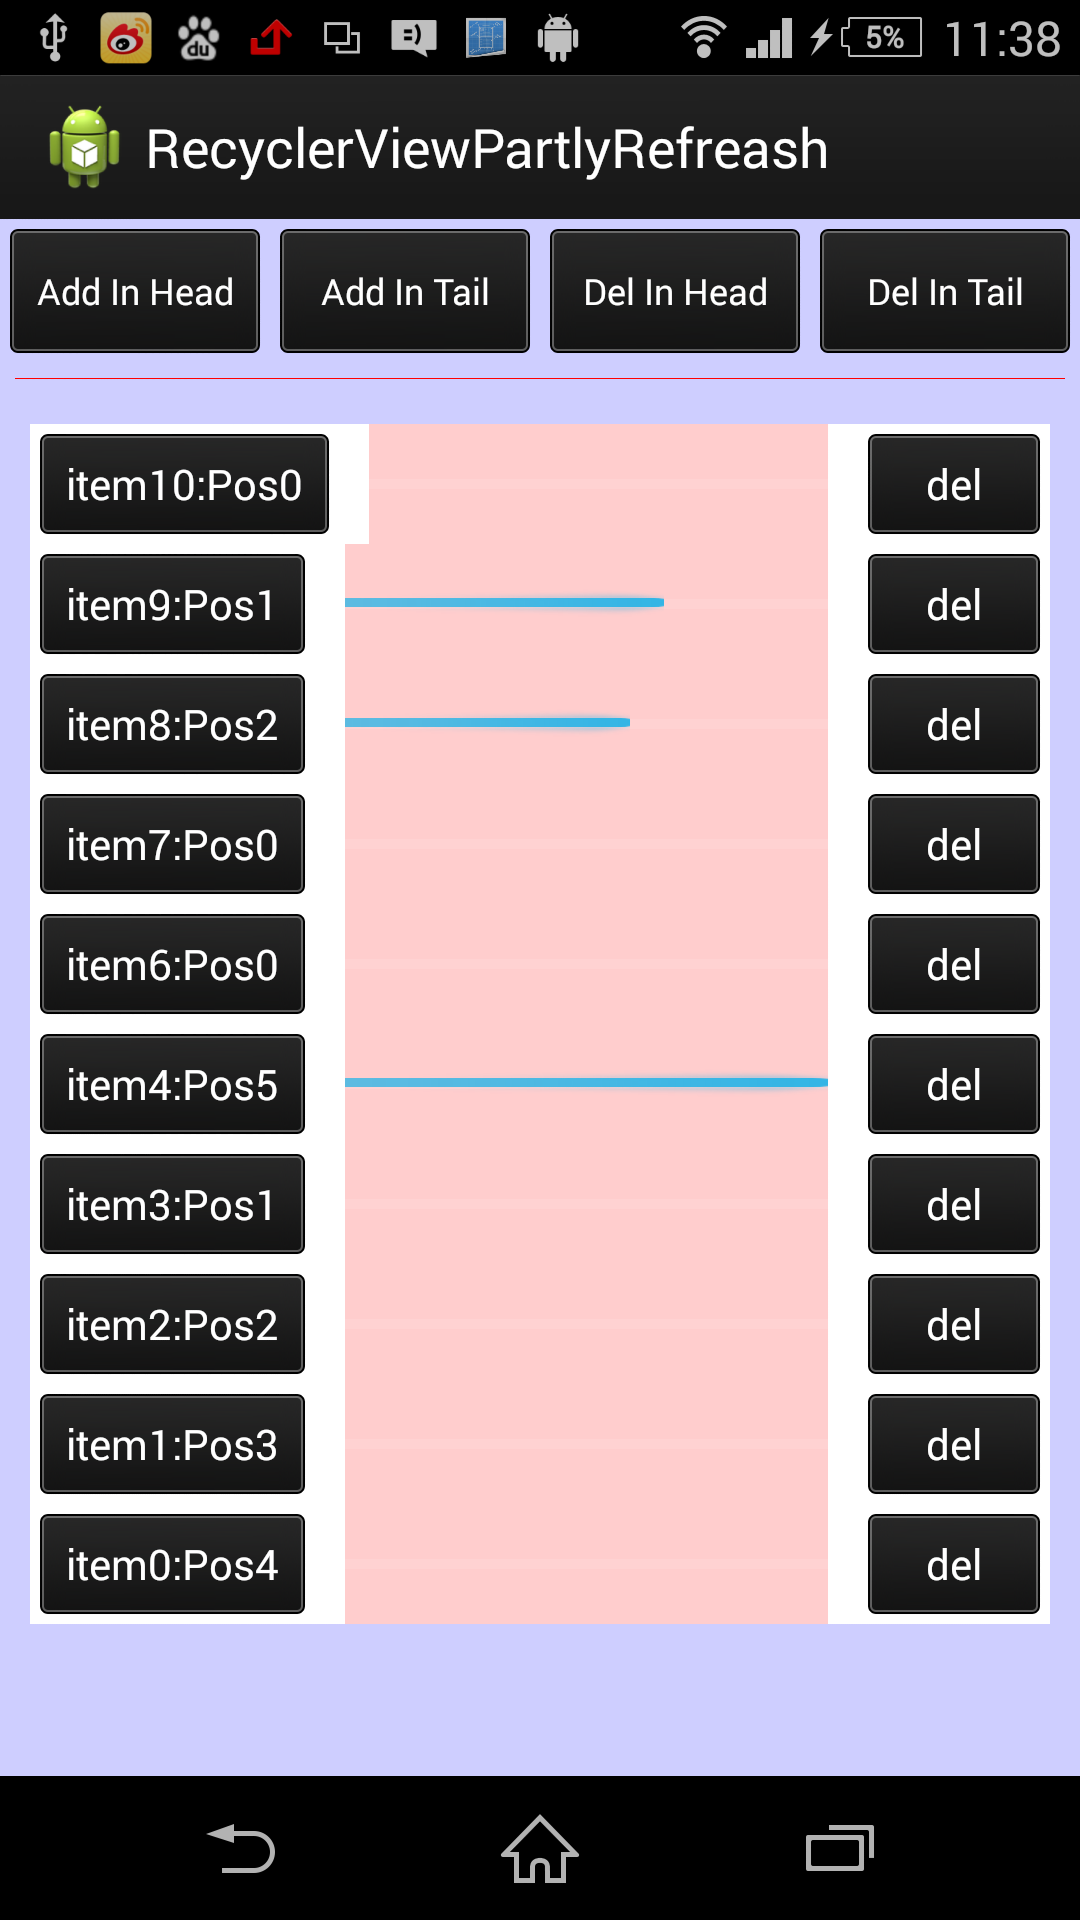 5% 11:38
RecyclerViewPartlyRefreash
Add In Head Add In Tail Del In Head Del In Tail
item10:Pos0 del
item9:Pos1 del
item8:Pos2 del
item7:Pos0 del
item6:Pos0 del
item4:Pos5 del
item3:Pos1 del
item2:Pos2 del
item1:Pos3 del
item0:Pos4 del